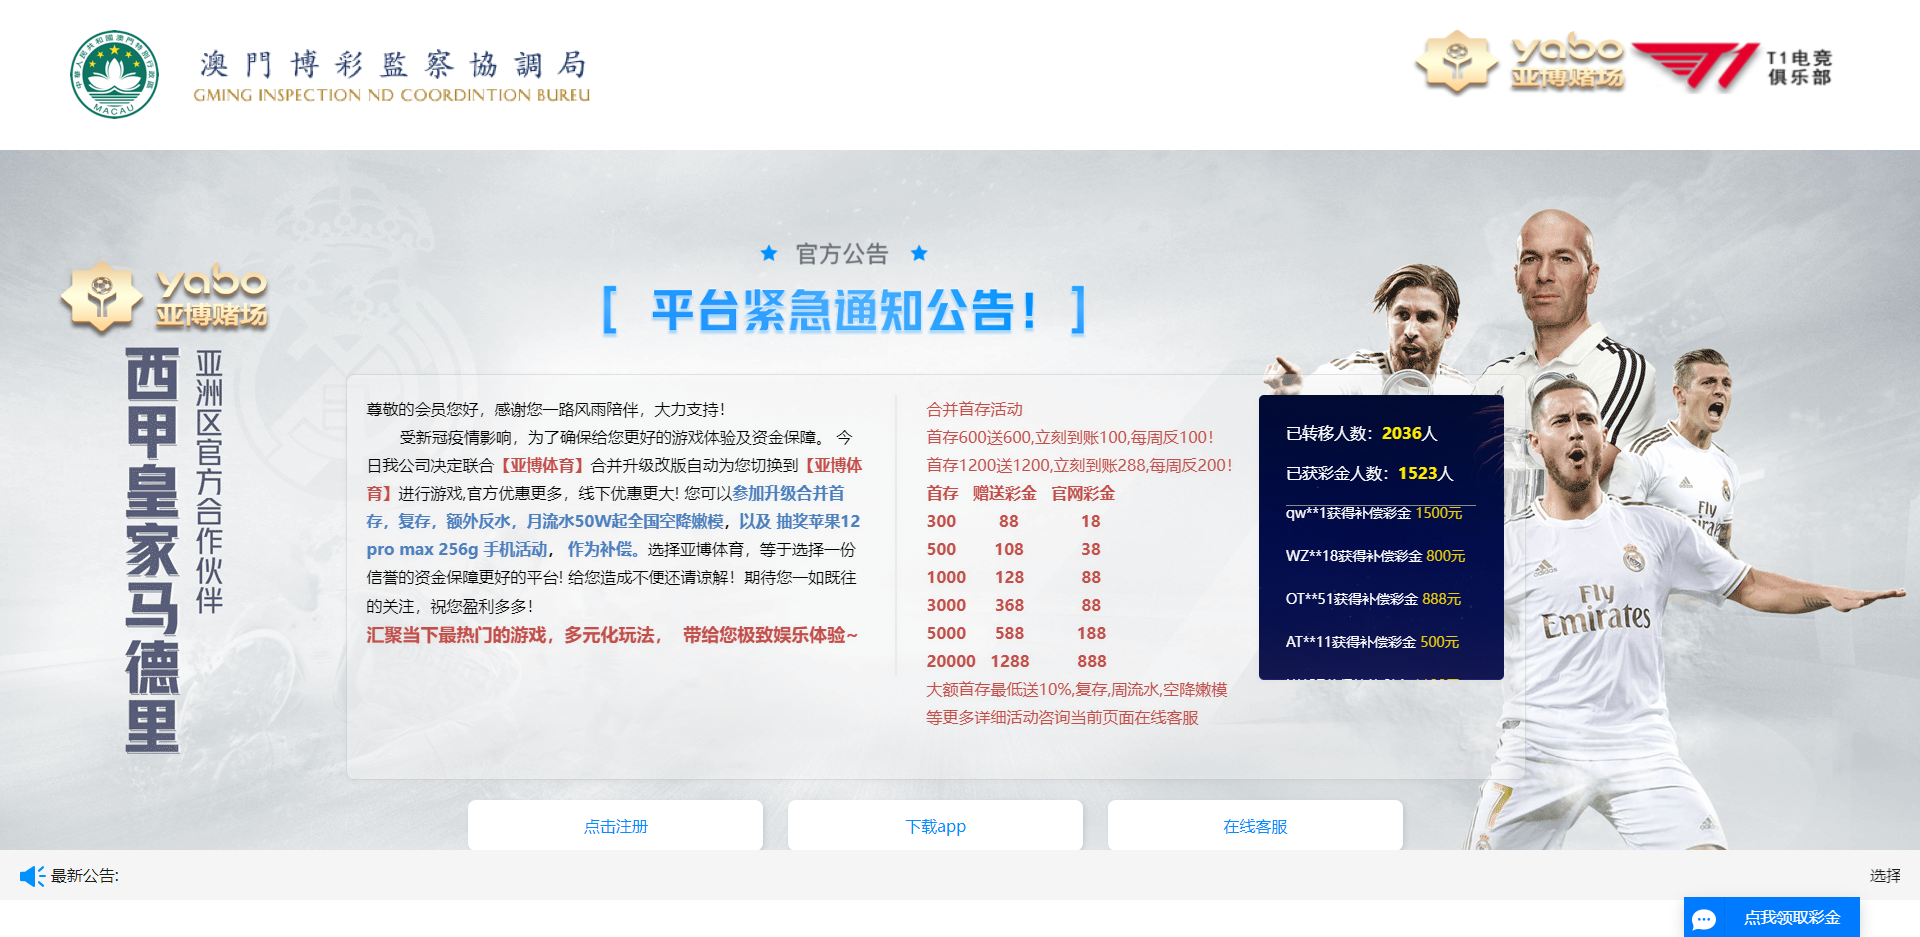 中華人民共和國澳門特別行政區
MACAU
澳門博彩監察協調局
GMING INSPECTION ND COORDINTION BUREU
yabo
亚博赌场
T1
T1电竞
俱乐部
yabo
亚博赌场
西甲皇家马德里
亚洲区官方合作伙伴
官方公告
[ 平台紧急通知公告！ ]
尊敬的会员您好，感谢您一路风雨陪伴，大力支持！
受新冠疫情影响，为了确保给您更好的游戏体验及资金保障。 今
日我公司决定联合【亚博体育】合并升级改版自动为您切换到【亚博体
育】进行游戏,官方优惠更多，线下优惠更大! 您可以参加升级合并首
存，复存，额外反水，月流水50W起全国空降嫩模，以及 抽奖苹果12
pro max 256g 手机活动， 作为补偿。选择亚博体育，等于选择一份
信誉的资金保障更好的平台! 给您造成不便还请谅解！期待您一如既往
的关注，祝您盈利多多！
汇聚当下最热门的游戏，多元化玩法， 带给您极致娱乐体验~
合并首存活动
首存600送600,立刻到账100,每周反100！
首存1200送1200,立刻到账288,每周反200！
首存 赠送彩金 官网彩金
300 88 18
500 108 38
1000 128 88
3000 368 88
5000 588 188
20000 1288 888
大额首存最低送10%,复存,周流水,空降嫩模
等更多详细活动咨询当前页面在线客服
已转移人数：2036人
已获彩金人数：1523人
qw**1获得补偿彩金 1500元
WZ**18获得补偿彩金 800元
OT**51获得补偿彩金 888元
AT**11获得补偿彩金 500元
Fly
Emirates
Fly
点击注册
下载app
在线客服
最新公告:
选择
点我领取彩金